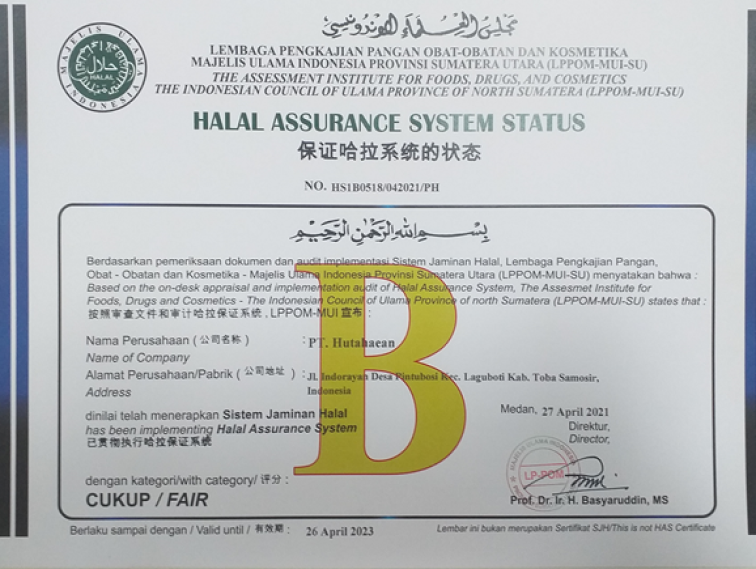 مجلس العلماء الاندونيسي
MAJELIS ULAMA INDONESIA
حلال
HALAL
LEMBAGA PENGKAJIAN PANGAN OBAT-OBATAN DAN KOSMETIKA
MAJELIS ULAMA INDONESIA PROVINSI SUMATERA UTARA (LPPOM-MUI-SU)
THE ASSESSMENT INSTITUTE FOR FOODS, DRUGS, AND COSMETICS
THE INDONESIAN COUNCIL OF ULAMA PROVINCE OF NORTH SUMATERA (LPPOM-MUI-SU)
HALAL ASSURANCE SYSTEM STATUS
保证哈拉系统的状态
NO. HS1B0518/042021/PH
بسم الله الرحمن الرحيم
Berdasarkan pemeriksaan dokumen dan audit implementasi Sistem Jaminan Halal, Lembaga Pengkajian Pangan,
Obat - Obatan dan Kosmetika - Majelis Ulama Indonesia Provinsi Sumatera Utara (LPPOM-MUI-SU) menyatakan bahwa :
Based on the on-desk appraisal and implementation audit of Halal Assurance System, The Assesmet Institute for
Foods, Drugs and Cosmetics - The Indonesian Council of Ulama Province of north Sumatera (LPPOM-MUI-SU) states that :
按照审查文件和审计哈拉保证系统 , LPPOM-MUI 宣布 :
B
Nama Perusahaan ( 公司名称 ) : PT. Hutahaean
Name of Company
Alamat Perusahaan/Pabrik ( 公司地址 ) : JL Indorayan Desa Pintubosi Kec. Laguboti Kab. Toba Samosir,
Address Indonesia
dinilai telah menerapkan Sistem Jaminan Halal
has been implementing Halal Assurance System
已贯彻执行哈拉保证系统
Medan, 27 April 2021
Direktur,
Director,
dengan kategori/with category/ 评分 :
CUKUP / FAIR
LP-POM
Prof. Dr. Ir. H. Basyaruddin, MS
Berlaku sampai dengan / Valid until / 有效期 : 26 April 2023
Lembar ini bukan merupakan Sertifikat SJH/This is not HAS Certificate